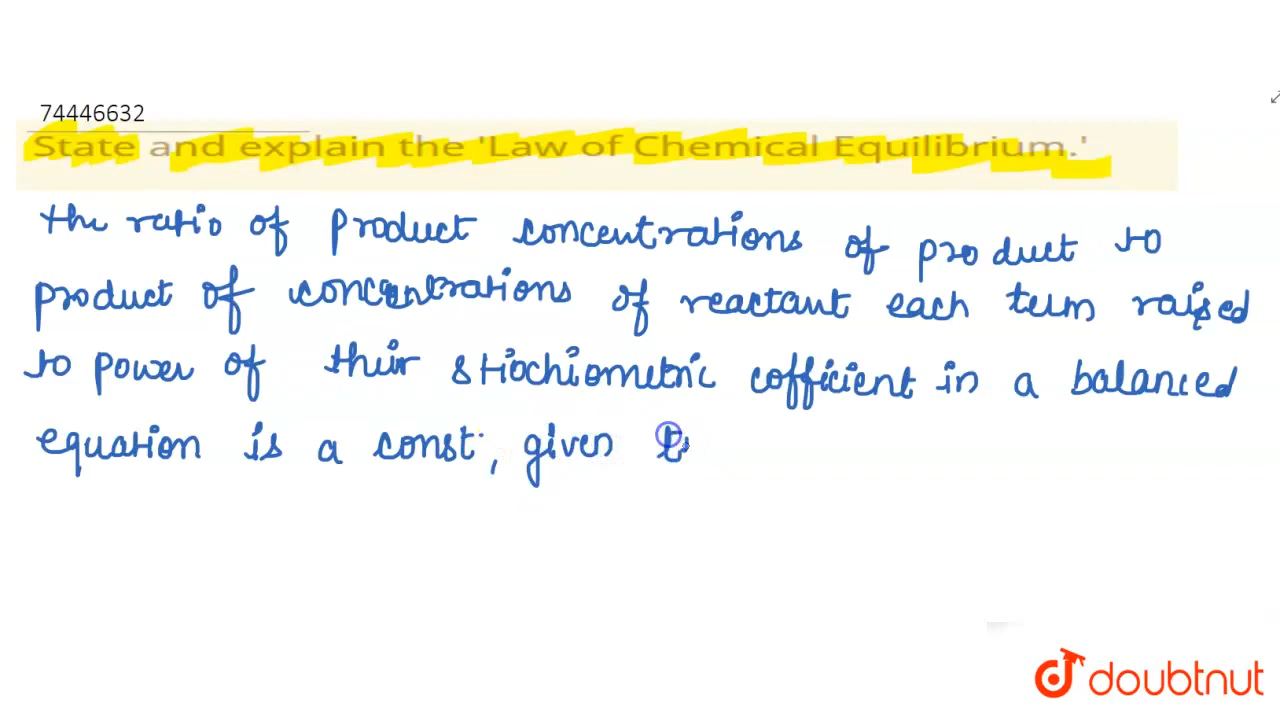 74446632
State and explain the 'Law of Chemical Equilibrium.'
the ratio of product concentrations of product to
product of concentrations of reactant each term raised
to power of their stiochiometric cofficient in a balanced
equation is a const, given
doubtnut